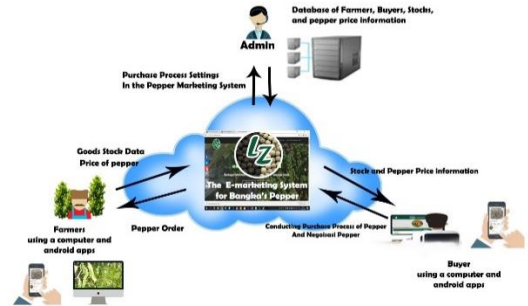 Database of Farmers, Buyers, Stocks,
and pepper price information
Admin
Purchase Process Settings
In the Pepper Marketing System
LZ
Goods Stock Data
Price of pepper
Stock and Pepper Price information
The E-marketing System
for Bangka's Pepper
Farmers
using a computer and
android apps
Pepper Order
Conducting Purchase Process of Pepper
And Negoisasi Pepper
Buyer
using a computer and
android apps